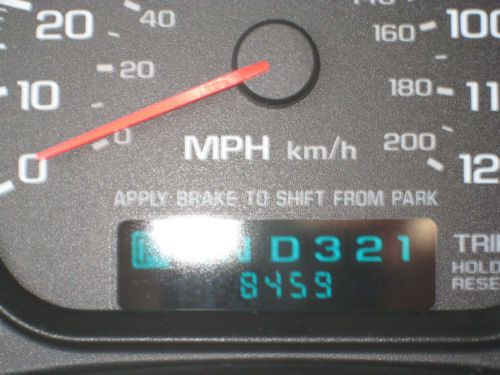 20 40 160 100
10 20 180
0 0 MPH km/h 200 12
APPLY BRAKE TO SHIFT FROM PARK
D 3 2 1 TRI
8459 HOLD
RESE